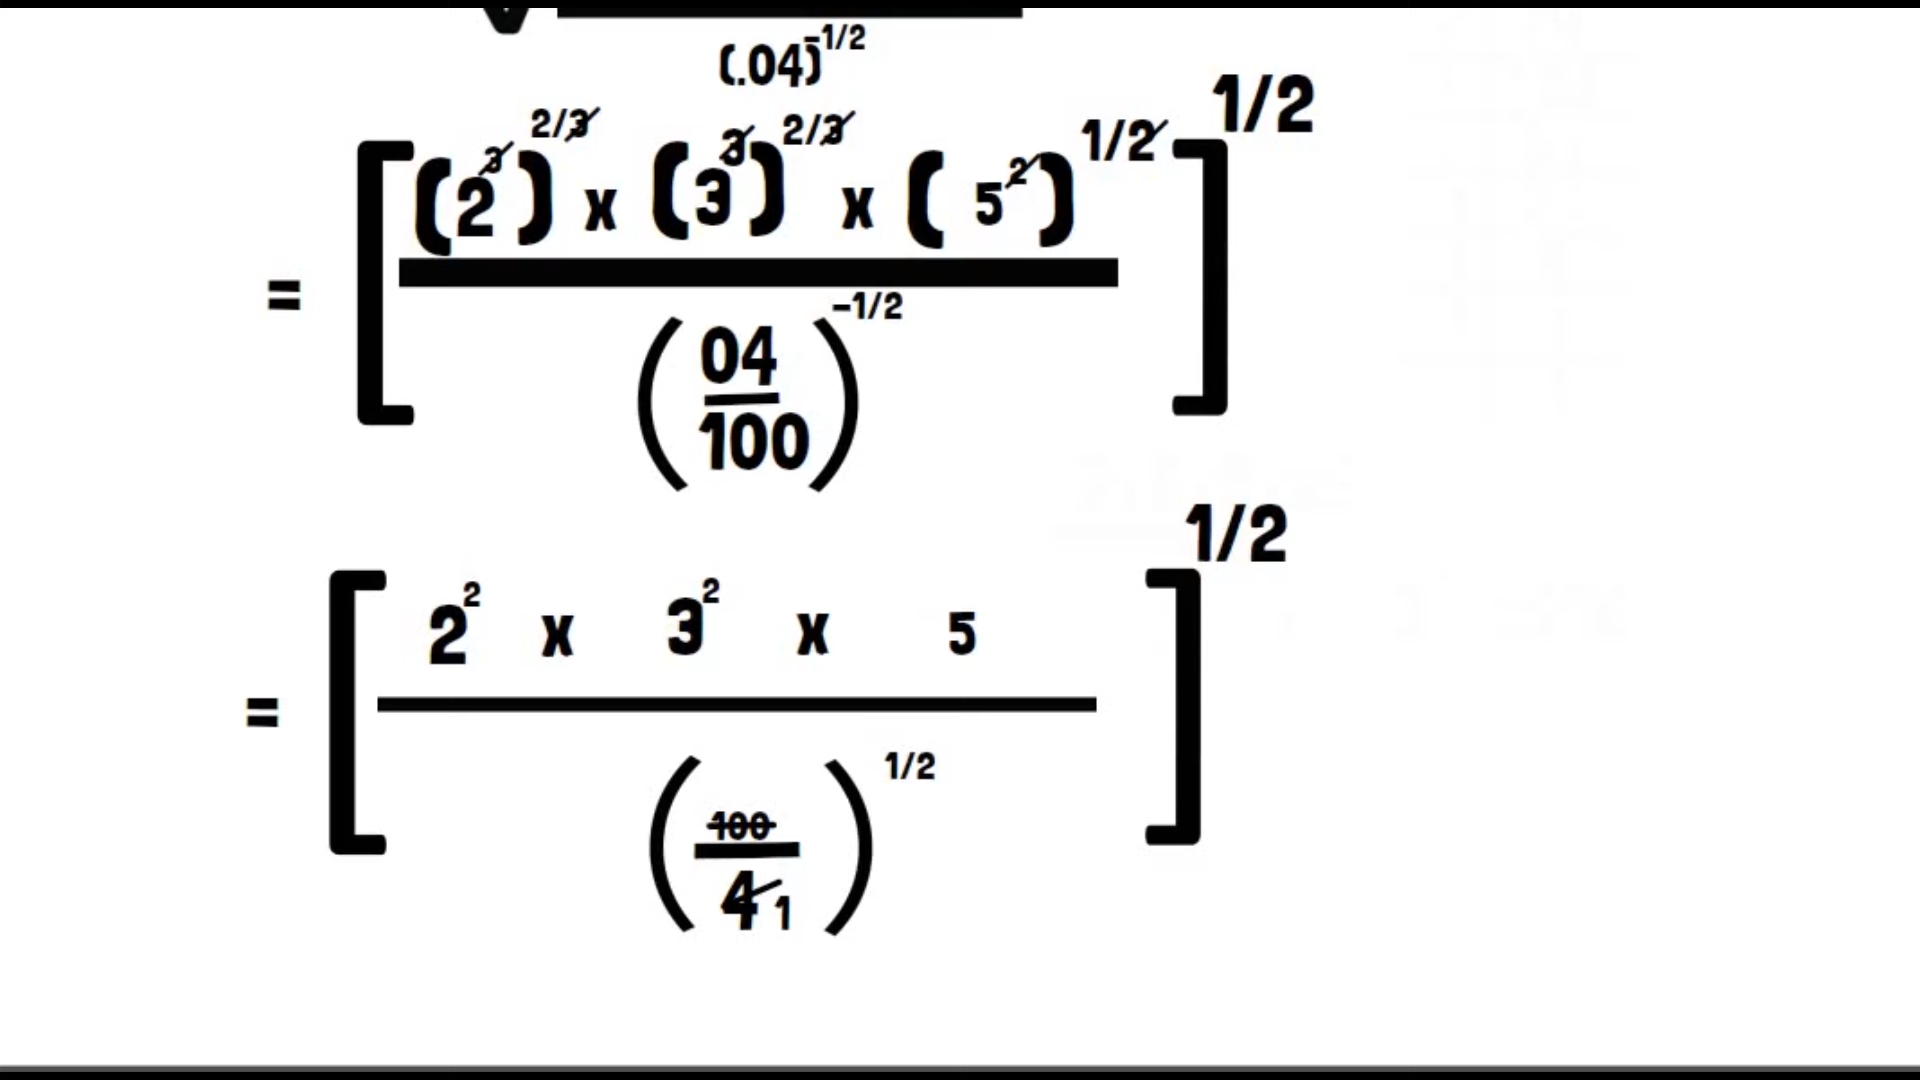 (.04)^-1/2
= [ (2^3)^2/3 x (3^3)^2/3 x ( 5^2 )^1/2 ]^1/2
( 04
100 )^-1/2
= [ 2^2 x 3^2 x 5 ]^1/2
( 100
4 1 )^1/2